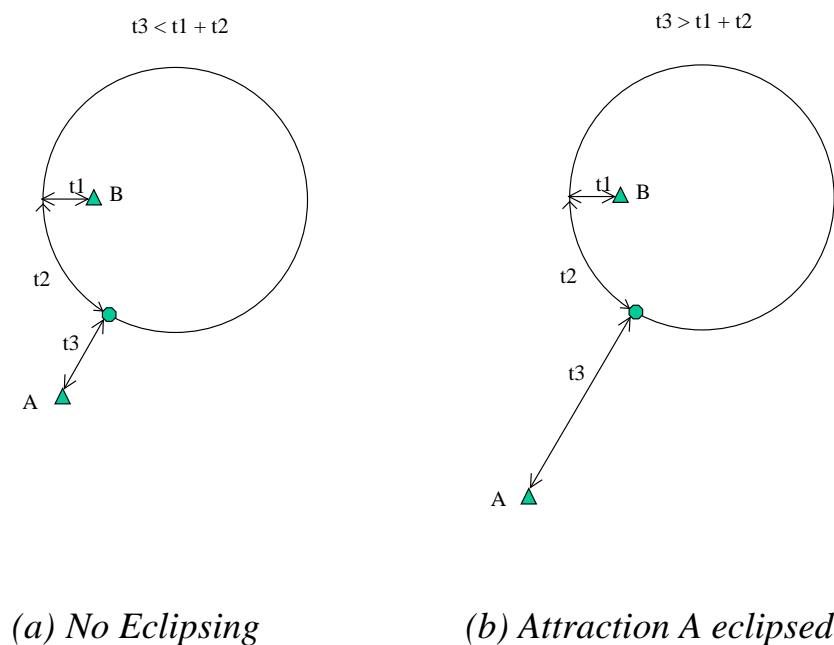 t3 < t1 + t2
t1
B
t2
t3
A
(a) No Eclipsing
t3 > t1 + t2
t1
B
t2
t3
A
(b) Attraction A eclipsed